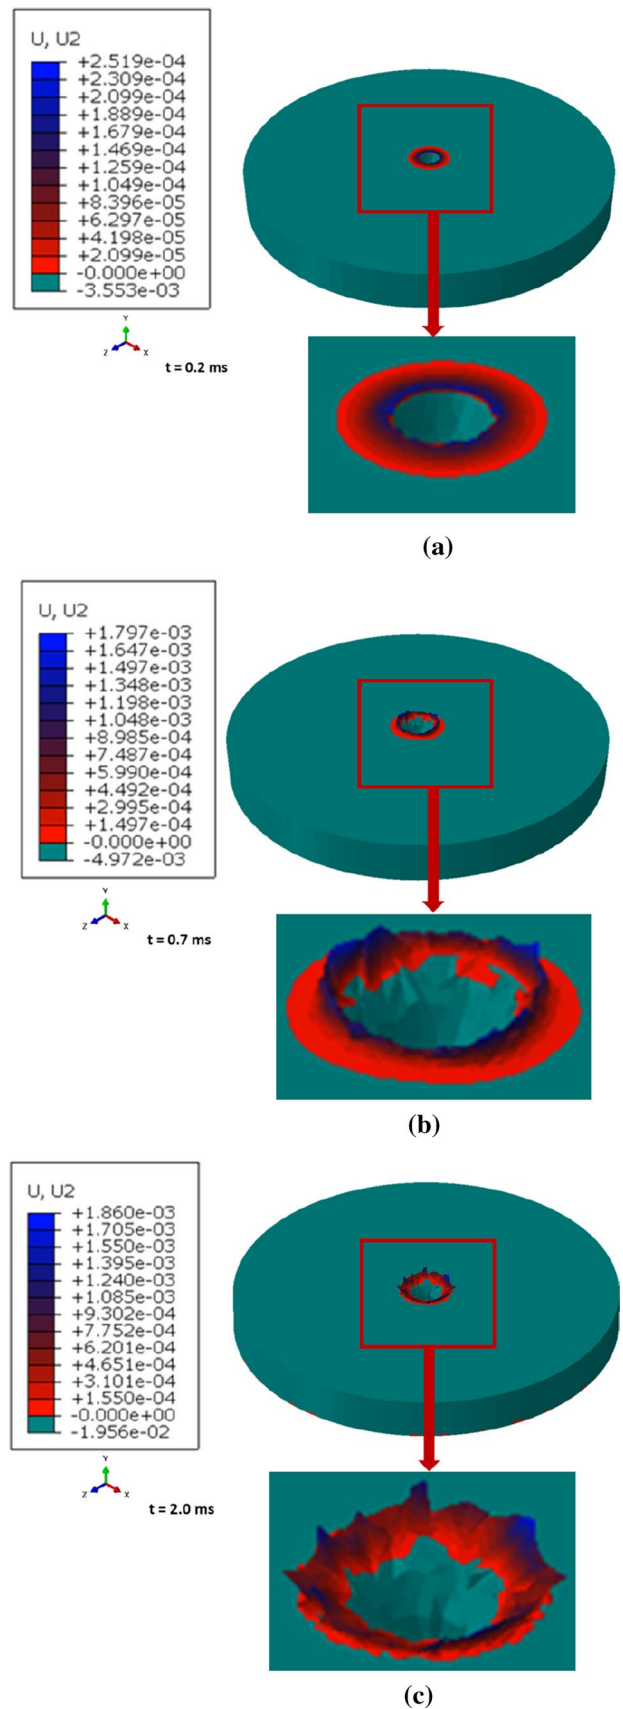 U, U2
+2.519e-04
+2.309e-04
+2.099e-04
+1.889e-04
+1.679e-04
+1.469e-04
+1.259e-04
+1.049e-04
+8.396e-05
+6.297e-05
+4.198e-05
+2.099e-05
-0.000e+00
-3.553e-03
Y
Z X
t = 0.2 ms
(a)
U, U2
+1.797e-03
+1.647e-03
+1.497e-03
+1.348e-03
+1.198e-03
+1.048e-03
+8.985e-04
+7.487e-04
+5.990e-04
+4.492e-04
+2.995e-04
+1.497e-04
-0.000e+00
-4.972e-03
Y
Z X
t = 0.7 ms
(b)
U, U2
+1.860e-03
+1.705e-03
+1.550e-03
+1.395e-03
+1.240e-03
+1.085e-03
+9.302e-04
+7.752e-04
+6.201e-04
+4.651e-04
+3.101e-04
+1.550e-04
-0.000e+00
-1.956e-02
Y
Z X
t = 2.0 ms
(c)